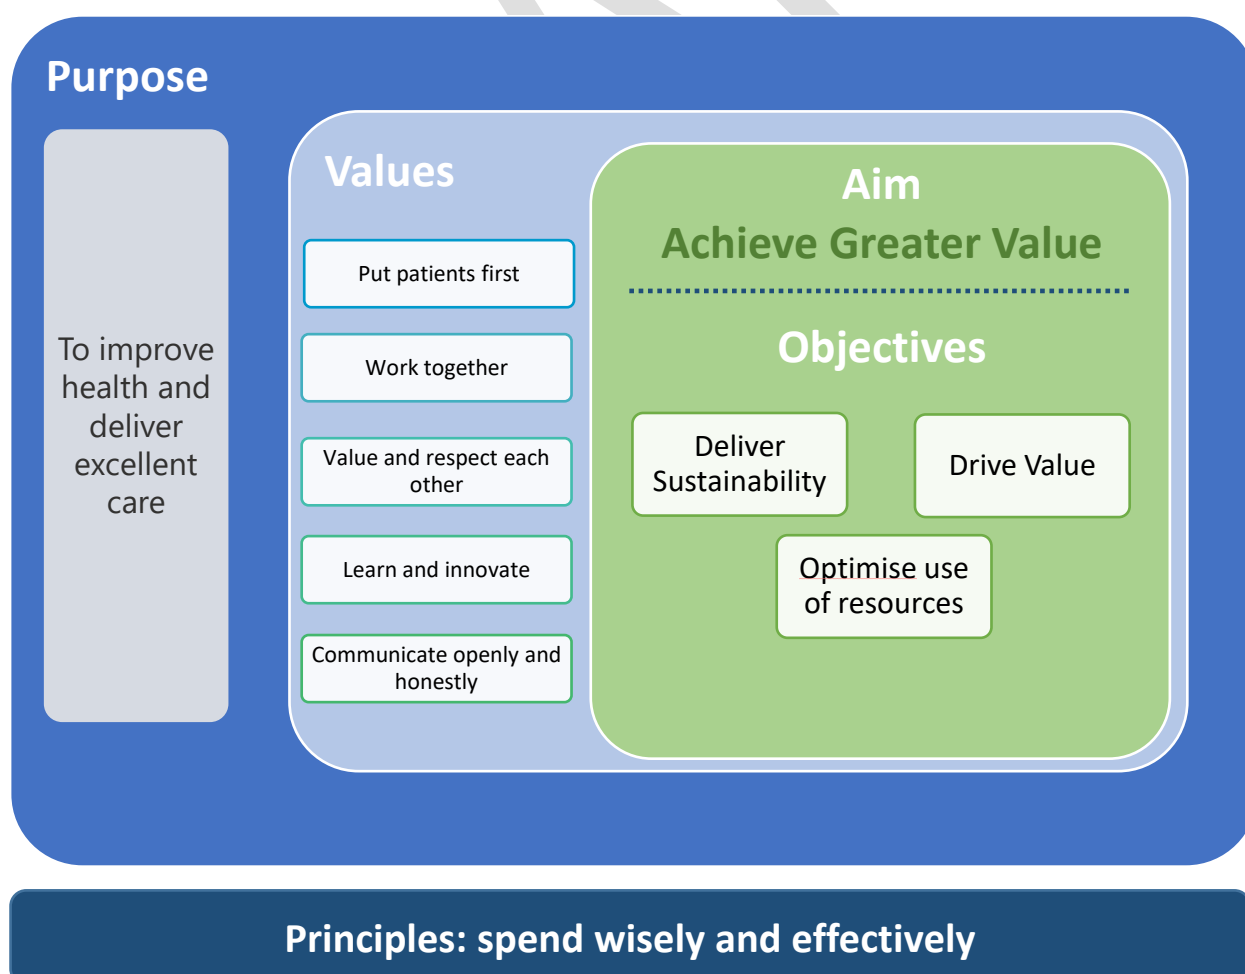 Purpose
To improve
health and
deliver
excellent
care
Values
Put patients first
Work together
Value and respect each
other
Learn and innovate
Communicate openly and
honestly
Aim
Achieve Greater Value
Objectives
Deliver
Sustainability
Drive Value
Optimise use
of resources
Principles: spend wisely and effectively